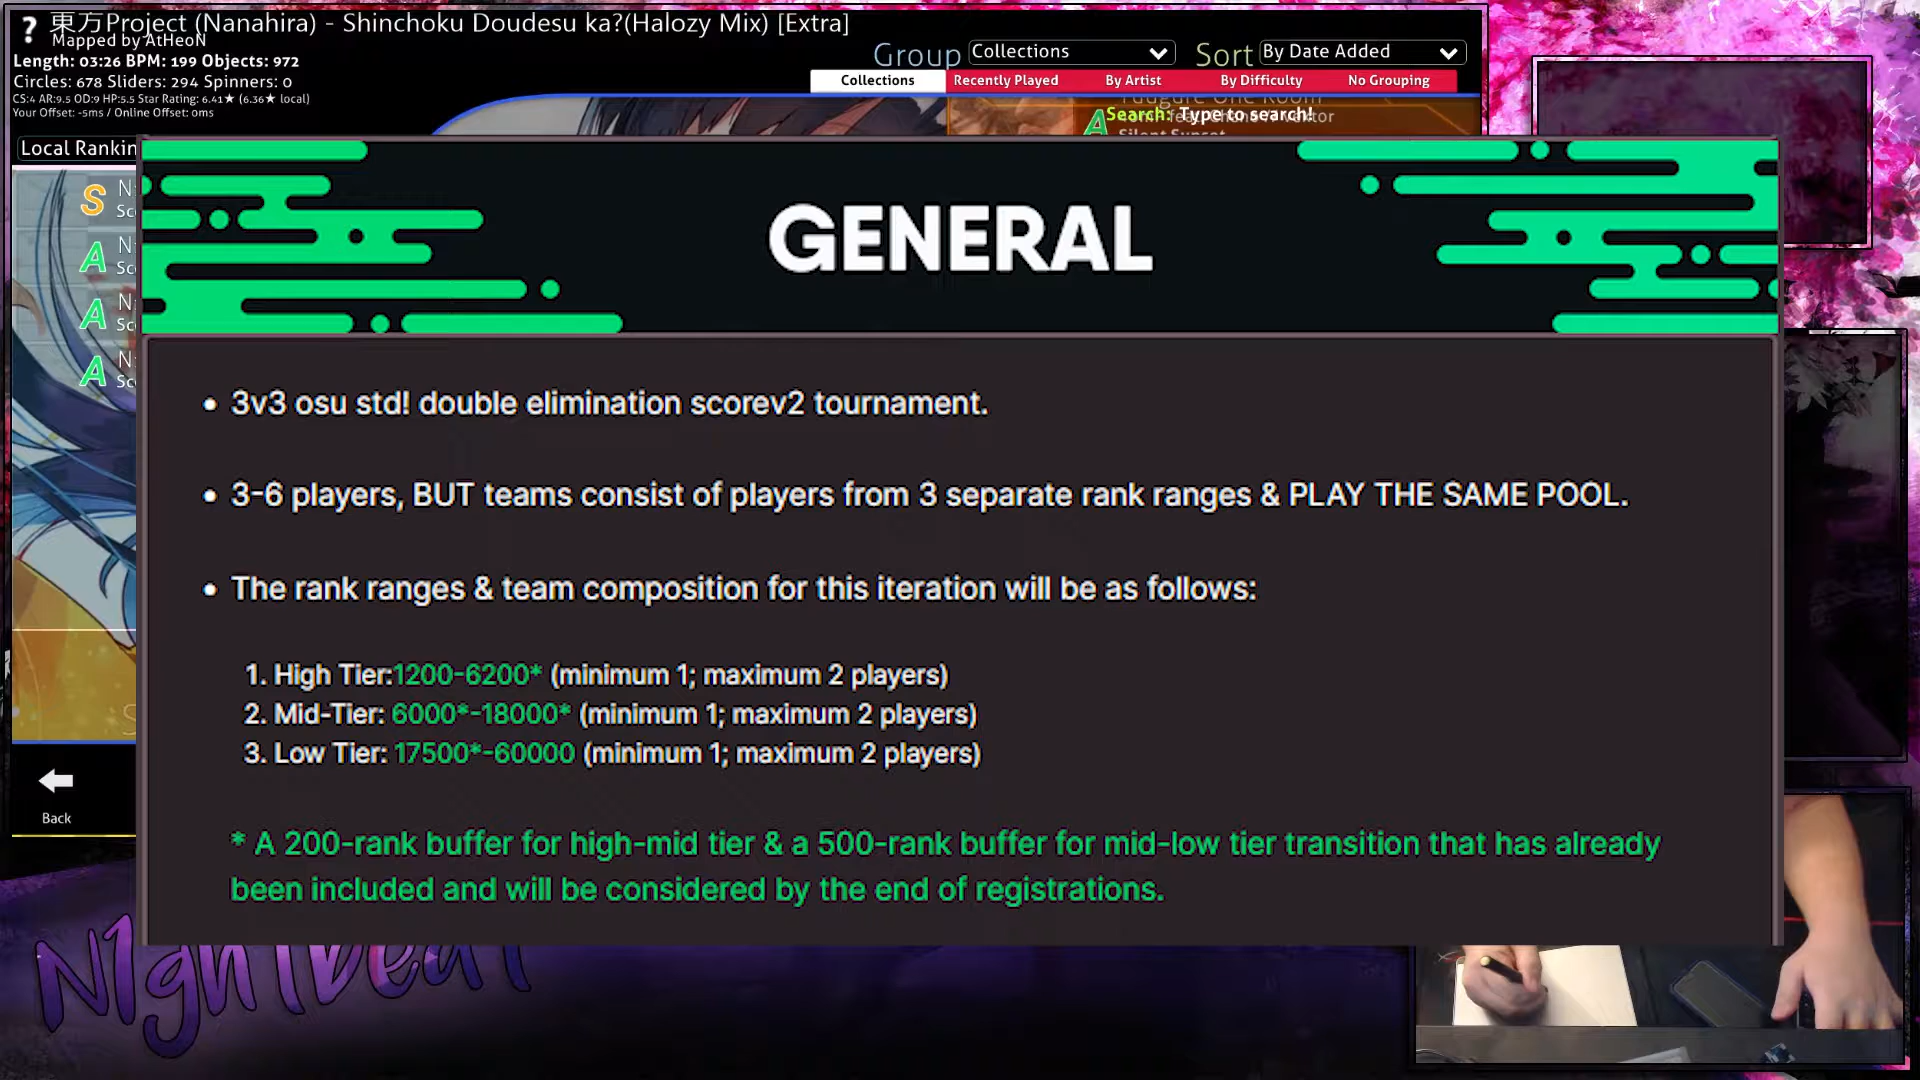 東方Project (Nanahira) - Shinchoku Doudesu ka?(Halozy Mix) [Extra]
Mapped by AtHeoN
Length: 03:26 BPM: 199 Objects: 972
Circles: 678 Sliders: 294 Spinners: 0
CS:4 AR:9.5 OD:9 HP:5.5 Star Rating: 6.41★ (6.36★ local)
Your Offset: -5ms / Online Offset: 0ms
Group Collections Sort By Date Added
Collections Recently Played By Artist By Difficulty No Grouping
Search: Type to search!
Silent Sunset
Local Rankin
S N
Sc
A N
Sc
A N
Sc
A N
Sc
GENERAL
• 3v3 osu std! double elimination scorev2 tournament.
• 3-6 players, BUT teams consist of players from 3 separate rank ranges & PLAY THE SAME POOL.
• The rank ranges & team composition for this iteration will be as follows:
1. High Tier:1200-6200* (minimum 1; maximum 2 players)
2. Mid-Tier: 6000*-18000* (minimum 1; maximum 2 players)
3. Low Tier: 17500*-60000 (minimum 1; maximum 2 players)
* A 200-rank buffer for high-mid tier & a 500-rank buffer for mid-low tier transition that has already
been included and will be considered by the end of registrations.
Back
N1ghtbeat